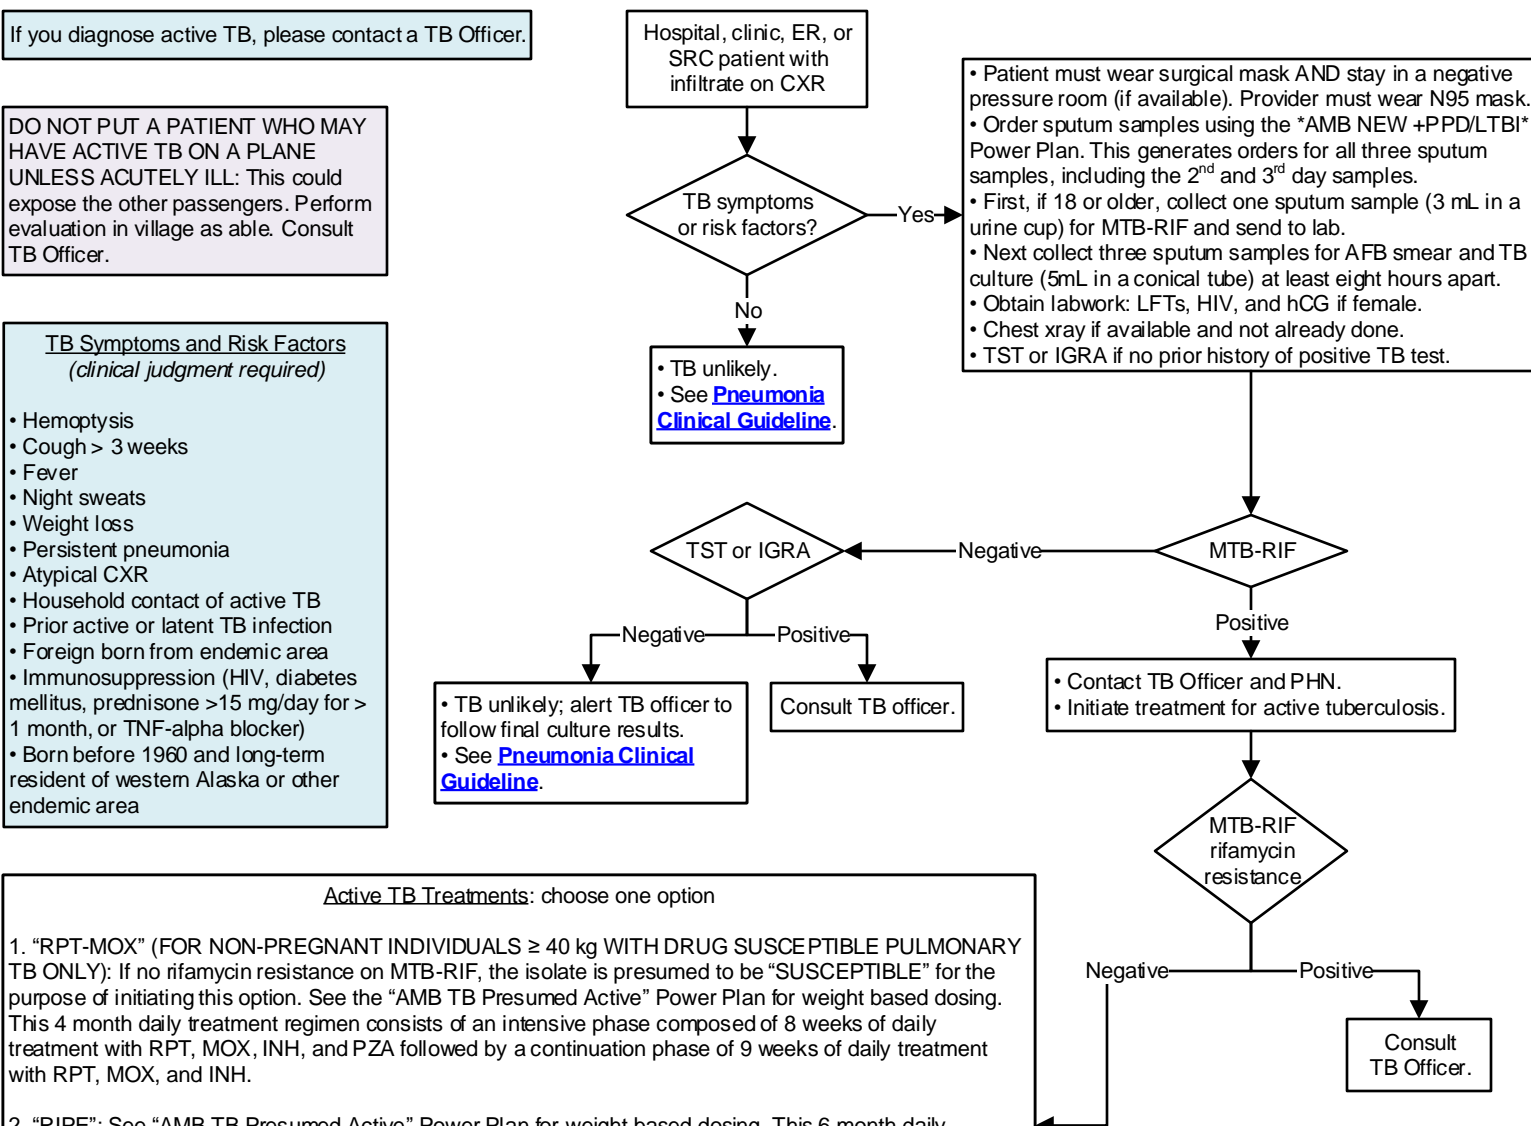 If you diagnose active TB, please contact a TB Officer.
DO NOT PUT A PATIENT WHO MAY
HAVE ACTIVE TB ON A PLANE
UNLESS ACUTELY ILL: This could
expose the other passengers. Perform
evaluation in village as able. Consult
TB Officer.
TB Symptoms and Risk Factors
(clinical judgment required)
• Hemoptysis
• Cough > 3 weeks
• Fever
• Night sweats
• Weight loss
• Persistent pneumonia
• Atypical CXR
• Household contact of active TB
• Prior active or latent TB infection
• Foreign born from endemic area
• Immunosuppression (HIV, diabetes
mellitus, prednisone >15 mg/day for >
1 month, or TNF-alpha blocker)
• Born before 1960 and long-term
resident of western Alaska or other
endemic area
Hospital, clinic, ER, or
SRC patient with
infiltrate on CXR
TB symptoms
or risk factors?
Yes
No
• TB unlikely.
• See Pneumonia
Clinical Guideline.
• Patient must wear surgical mask AND stay in a negative
pressure room (if available). Provider must wear N95 mask.
• Order sputum samples using the *AMB NEW +PPD/LTBI*
Power Plan. This generates orders for all three sputum
samples, including the 2nd and 3rd day samples.
• First, if 18 or older, collect one sputum sample (3 mL in a
urine cup) for MTB-RIF and send to lab.
• Next collect three sputum samples for AFB smear and TB
culture (5mL in a conical tube) at least eight hours apart.
• Obtain labwork: LFTs, HIV, and hCG if female.
• Chest xray if available and not already done.
• TST or IGRA if no prior history of positive TB test.
MTB-RIF
Negative
TST or IGRA
Negative
Positive
• TB unlikely; alert TB officer to
follow final culture results.
• See Pneumonia Clinical
Guideline.
Consult TB officer.
Positive
• Contact TB Officer and PHN.
• Initiate treatment for active tuberculosis.
MTB-RIF
rifamycin
resistance
Negative
Positive
Consult
TB Officer.
Active TB Treatments: choose one option
1. “RPT-MOX” (FOR NON-PREGNANT INDIVIDUALS ≥ 40 kg WITH DRUG SUSCEPTIBLE PULMONARY
TB ONLY): If no rifamycin resistance on MTB-RIF, the isolate is presumed to be “SUSCEPTIBLE” for the
purpose of initiating this option. See the “AMB TB Presumed Active” Power Plan for weight based dosing.
This 4 month daily treatment regimen consists of an intensive phase composed of 8 weeks of daily
treatment with RPT, MOX, INH, and PZA followed by a continuation phase of 9 weeks of daily treatment
with RPT, MOX, and INH.
2. “RIPE”: See “AMB TB Presumed Active” Power Plan for weight based dosing. This 6 month daily